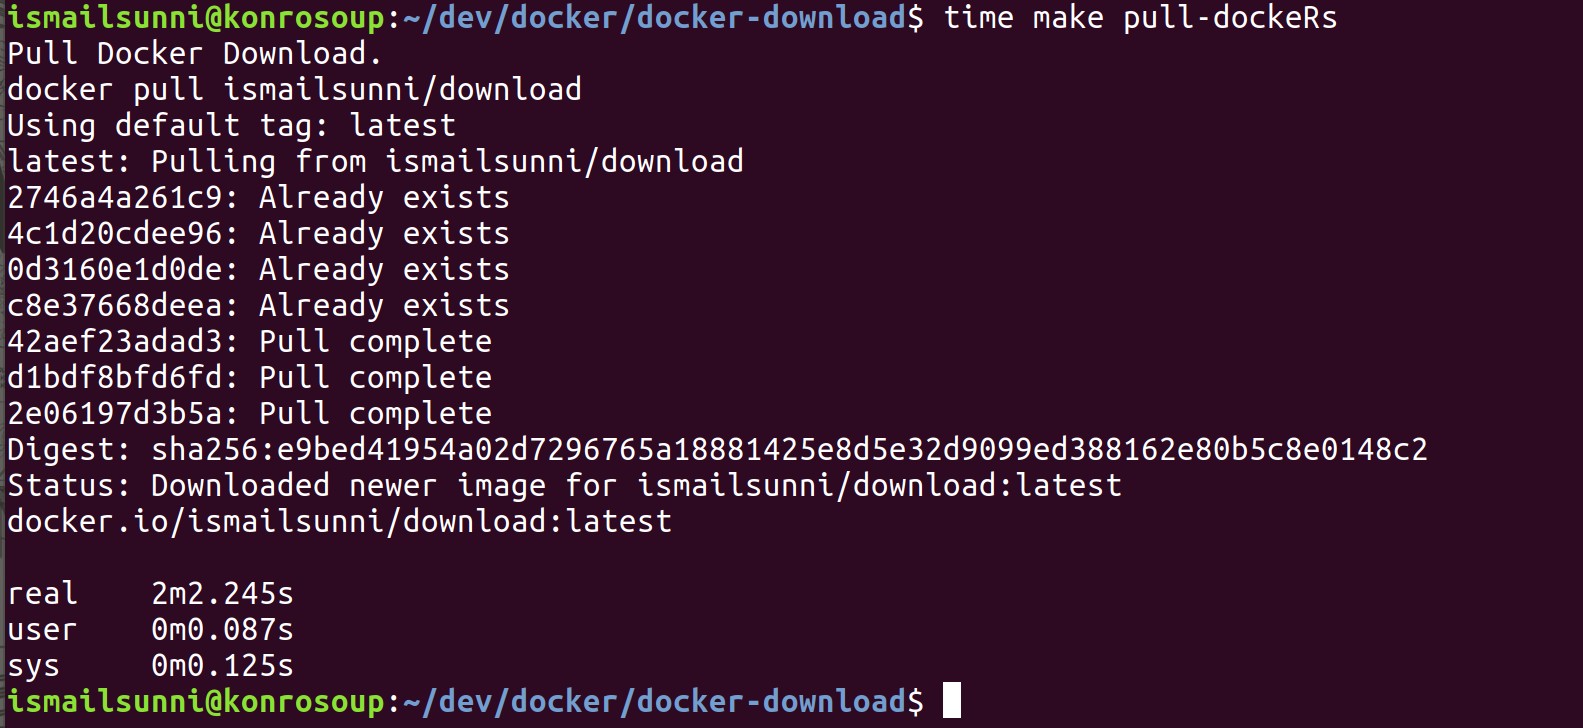 ismailsunni@konrosoup:~/dev/docker/docker-download$ time make pull-dockeRs
Pull Docker Download.
docker pull ismailsunni/download
Using default tag: latest
latest: Pulling from ismailsunni/download
2746a4a261c9: Already exists
4c1d20cdee96: Already exists
0d3160e1d0de: Already exists
c8e37668deea: Already exists
42aef23adad3: Pull complete
d1bdf8bfd6fd: Pull complete
2e06197d3b5a: Pull complete
Digest: sha256:e9bed41954a02d7296765a18881425e8d5e32d9099ed388162e80b5c8e0148c2
Status: Downloaded newer image for ismailsunni/download:latest
docker.io/ismailsunni/download:latest
real 2m2.245s
user 0m0.087s
sys 0m0.125s
ismailsunni@konrosoup:~/dev/docker/docker-download$